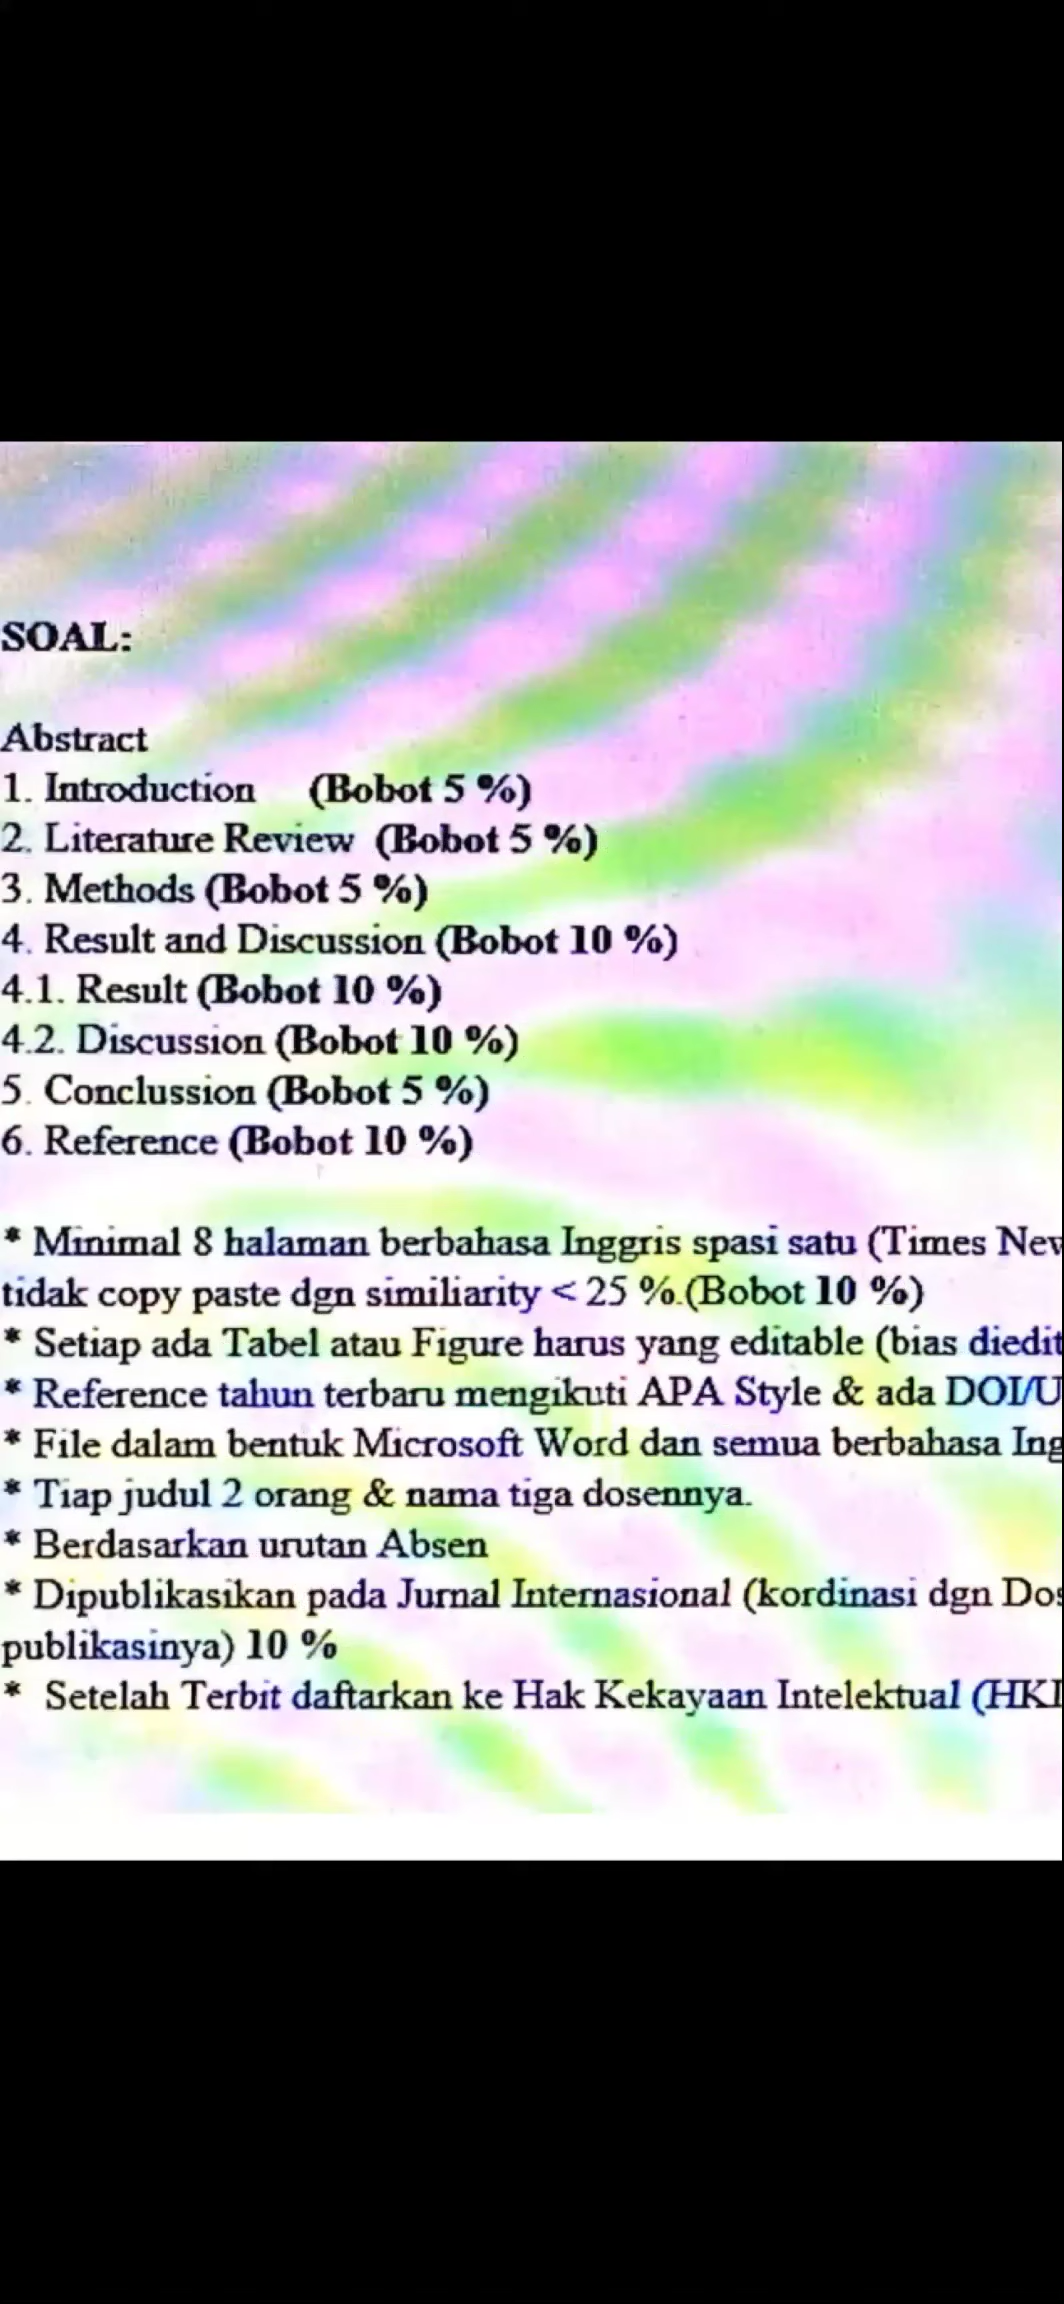 SOAL:
Abstract
1. Introduction (Bobot 5 %)
2. Literature Review (Bobot 5 %)
3. Methods (Bobot 5 %)
4. Result and Discussion (Bobot 10 %)
4.1. Result (Bobot 10 %)
4.2. Discussion (Bobot 10 %)
5. Conclussion (Bobot 5 %)
6. Reference (Bobot 10 %)
* Minimal 8 halaman berbahasa Inggris spasi satu (Times
tidak copy paste dgn similiarity < 25 %.(Bobot 10 %)
* Setiap ada Tabel atau Figure harus yang editable (bias diedit
* Reference tahun terbaru mengikuti APA Style & ada DOI/U
* File dalam bentuk Microsoft Word dan semua berbahasa Ing
* Tiap judul 2 orang & nama tiga dosennya.
* Berdasarkan urutan Absen
* Dipublikasikan pada Jurnal Internasional (kordinasi dgn Dos
publikasinya) 10 %
* Setelah Terbit daftarkan ke Hak Kekayaan Intelektual (HKI